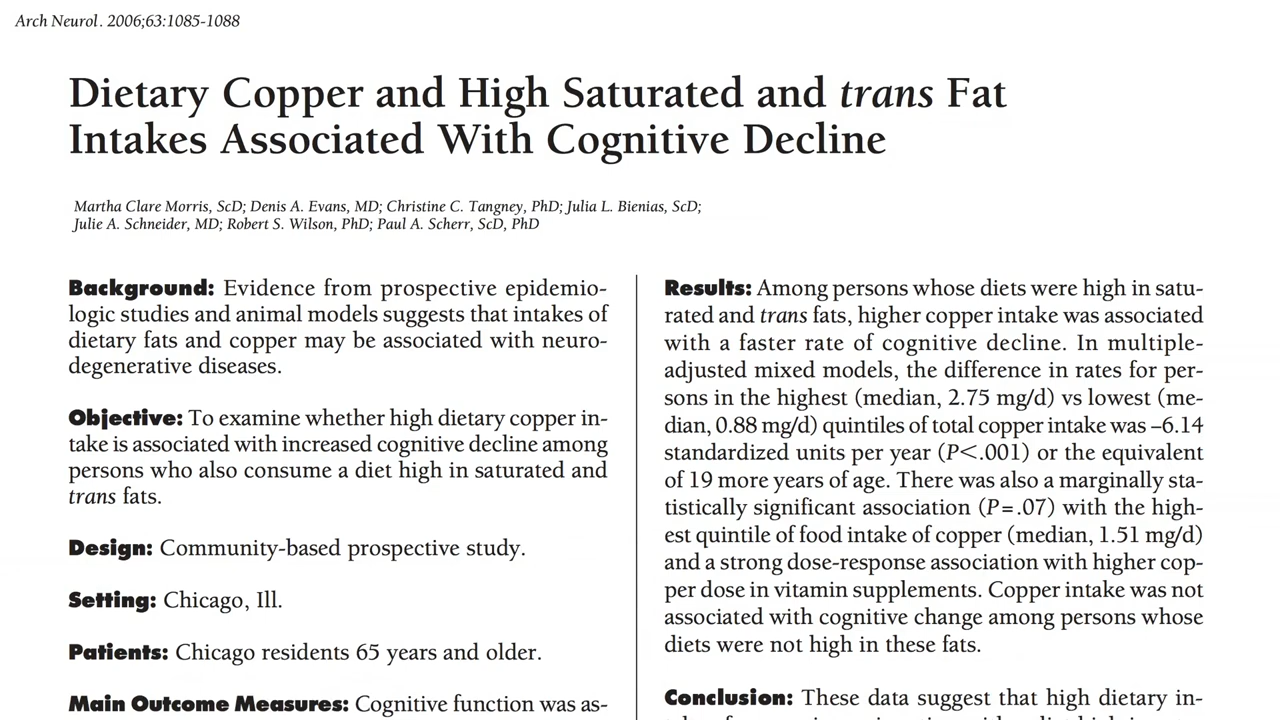 Arch Neurol. 2006;63:1085-1088
Dietary Copper and High Saturated and trans Fat
Intakes Associated With Cognitive Decline
Martha Clare Morris, ScD; Denis A. Evans, MD; Christine C. Tangney, PhD; Julia L. Bienias, ScD;
Julie A. Schneider, MD; Robert S. Wilson, PhD; Paul A. Scherr, ScD, PhD
Background: Evidence from prospective epidemio-
logic studies and animal models suggests that intakes of
dietary fats and copper may be associated with neuro-
degenerative diseases.
Objective: To examine whether high dietary copper in-
take is associated with increased cognitive decline among
persons who also consume a diet high in saturated and
trans fats.
Design: Community-based prospective study.
Setting: Chicago, Ill.
Patients: Chicago residents 65 years and older.
Main Outcome Measures: Cognitive function was as-
Results: Among persons whose diets were high in satu-
rated and trans fats, higher copper intake was associated
with a faster rate of cognitive decline. In multiple-
adjusted mixed models, the difference in rates for per-
sons in the highest (median, 2.75 mg/d) vs lowest (me-
dian, 0.88 mg/d) quintiles of total copper intake was –6.14
standardized units per year (P<.001) or the equivalent
of 19 more years of age. There was also a marginally sta-
tistically significant association (P=.07) with the high-
est quintile of food intake of copper (median, 1.51 mg/d)
and a strong dose-response association with higher cop-
per dose in vitamin supplements. Copper intake was not
associated with cognitive change among persons whose
diets were not high in these fats.
Conclusion: These data suggest that high dietary in-